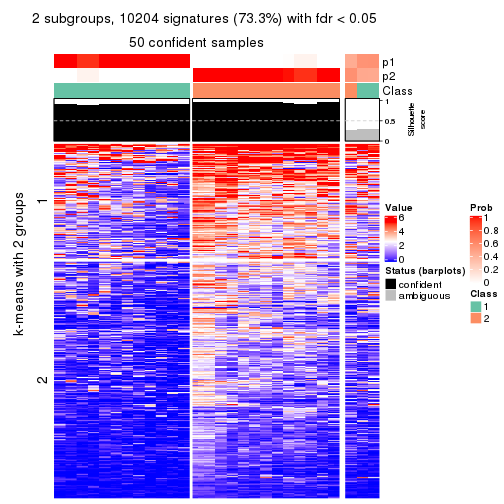 2 subgroups, 10204 signatures (73.3%) with fdr < 0.05
50 confident samples
p1
p2
Class
1
0.5
0
Silhouette
score
k-means with 2 groups
1
2
Value
6
4
2
0
Status (barplots)
confident
ambiguous
Prob
1
0.8
0.6
0.4
0.2
0
Class
1
2